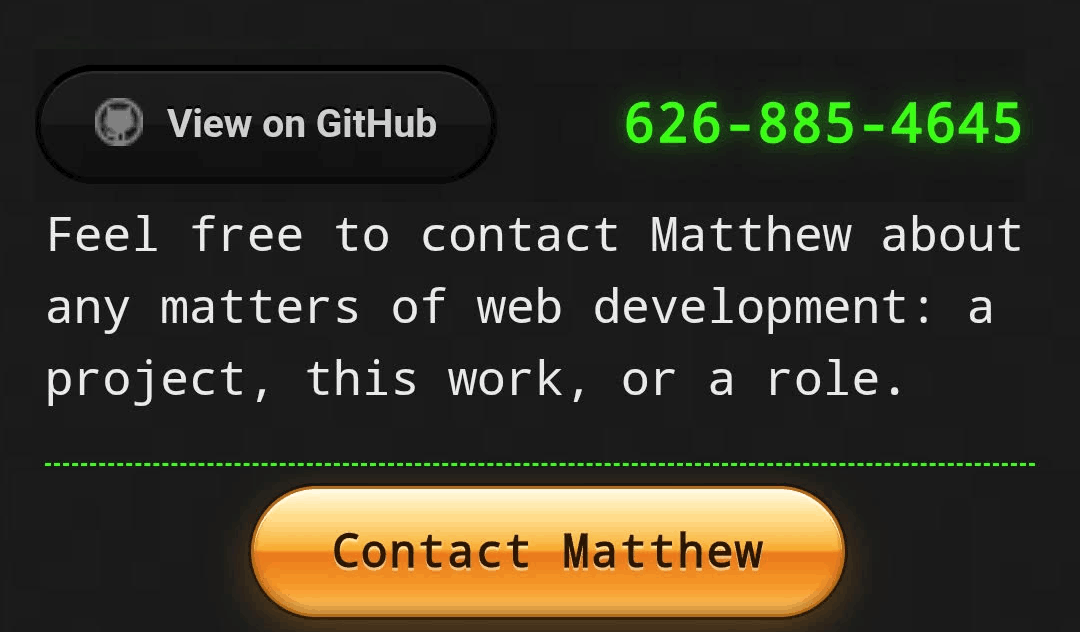 View on GitHub
626-885-4645
Feel free to contact Matthew about
any matters of web development: a
project, this work, or a role.
Contact Matthew